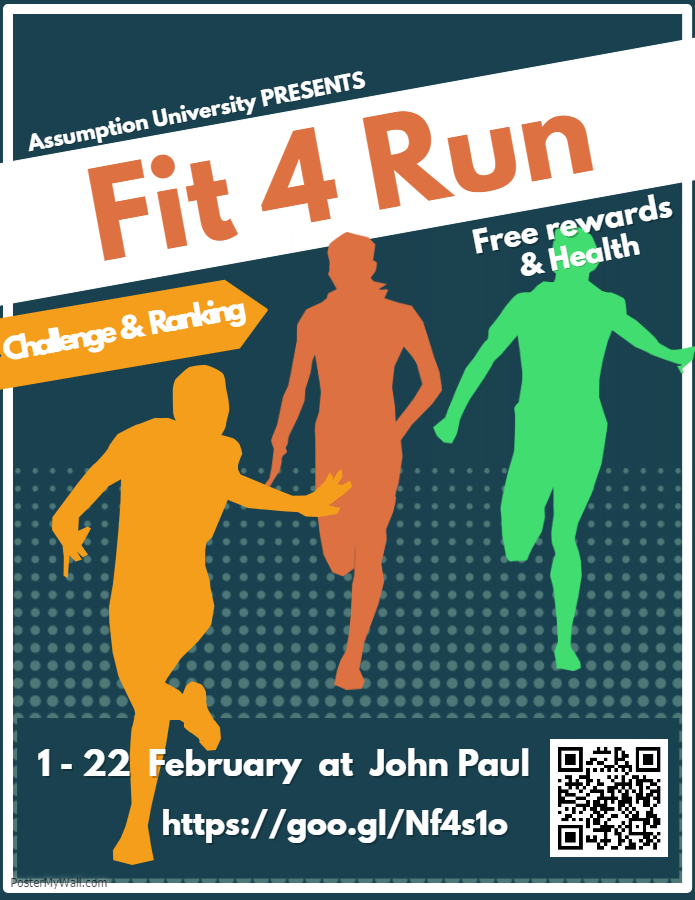 Assumption University PRESENTS
Fit 4 Run
Free rewards
& Health
Challenge & Ranking
1 - 22 February at John Paul
https://goo.gl/Nf4s1o
PosterMyWall.com